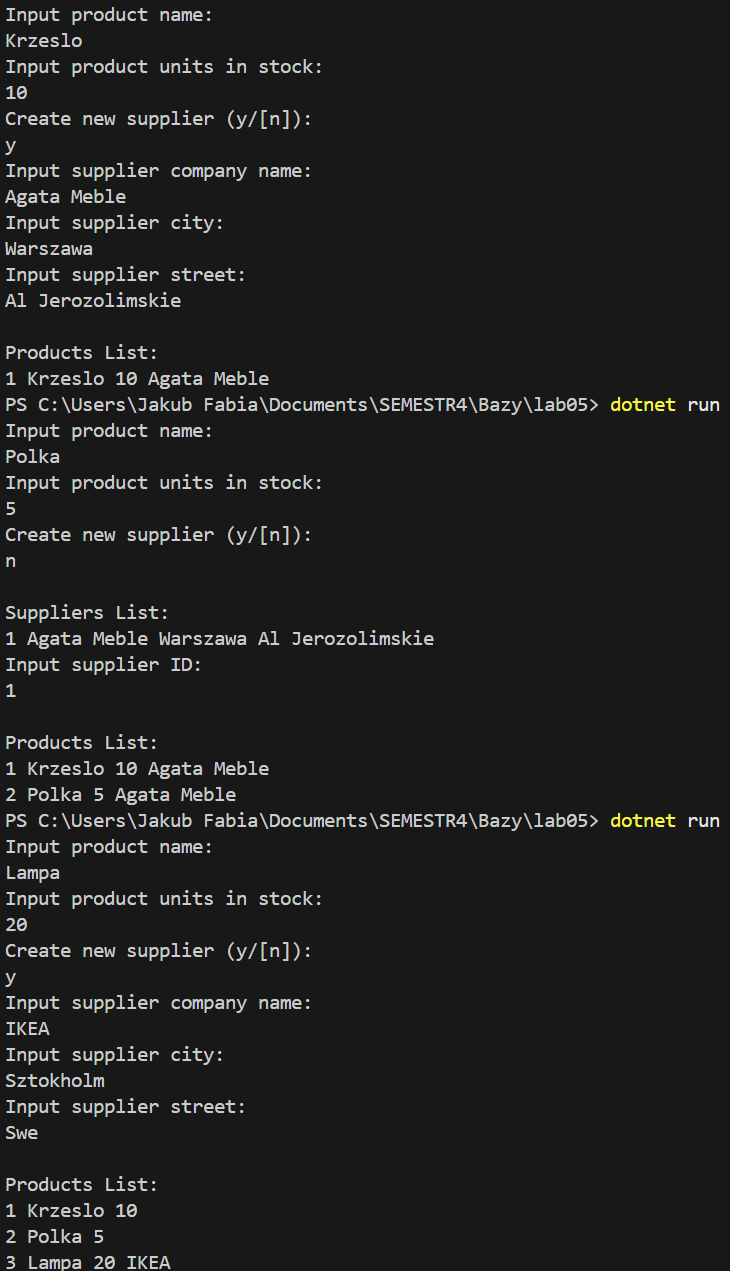 Input product name:
Krzeslo
Input product units in stock:
10
Create new supplier (y/[n]):
y
Input supplier company name:
Agata Meble
Input supplier city:
Warszawa
Input supplier street:
Al Jerozolimskie
Products List:
1 Krzeslo 10 Agata Meble
PS C:\Users\Jakub Fabia\Documents\SEMESTR4\Bazy\lab05> dotnet run
Input product name:
Polka
Input product units in stock:
5
Create new supplier (y/[n]):
n
Suppliers List:
1 Agata Meble Warszawa Al Jerozolimskie
Input supplier ID:
1
Products List:
1 Krzeslo 10 Agata Meble
2 Polka 5 Agata Meble
PS C:\Users\Jakub Fabia\Documents\SEMESTR4\Bazy\lab05> dotnet run
Input product name:
Lampa
Input product units in stock:
20
Create new supplier (y/[n]):
y
Input supplier company name:
IKEA
Input supplier city:
Sztokholm
Input supplier street:
Swe
Products List:
1 Krzeslo 10
2 Polka 5
3 Lampa 20 IKEA